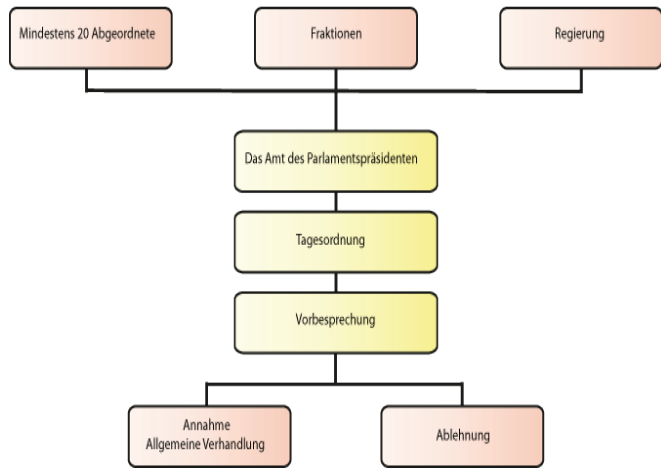 Mindestens 20 Abgeordnete
Fraktionen
Regierung
Das Amt des Parlamentspräsidenten
Tagesordnung
Vorbesprechung
Annahme
Allgemeine Verhandlung
Ablehnung